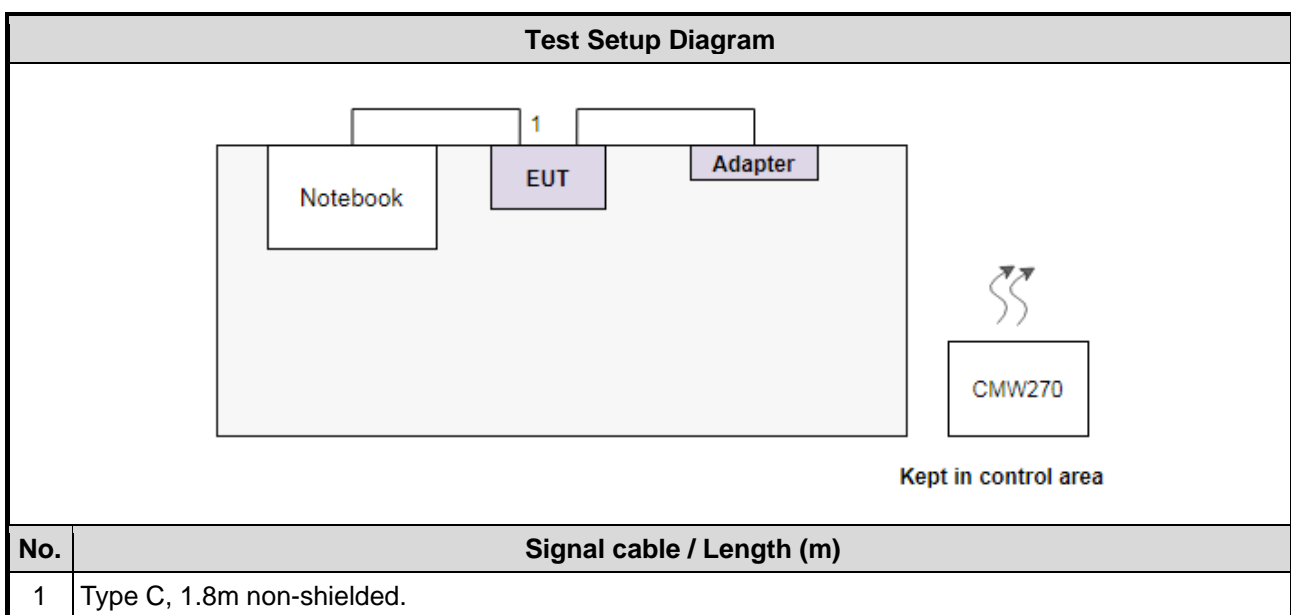 Test Setup Diagram
1
Notebook
EUT
Adapter
CMW270
Kept in control area
No. Signal cable / Length (m)
1 Type C, 1.8m non-shielded.